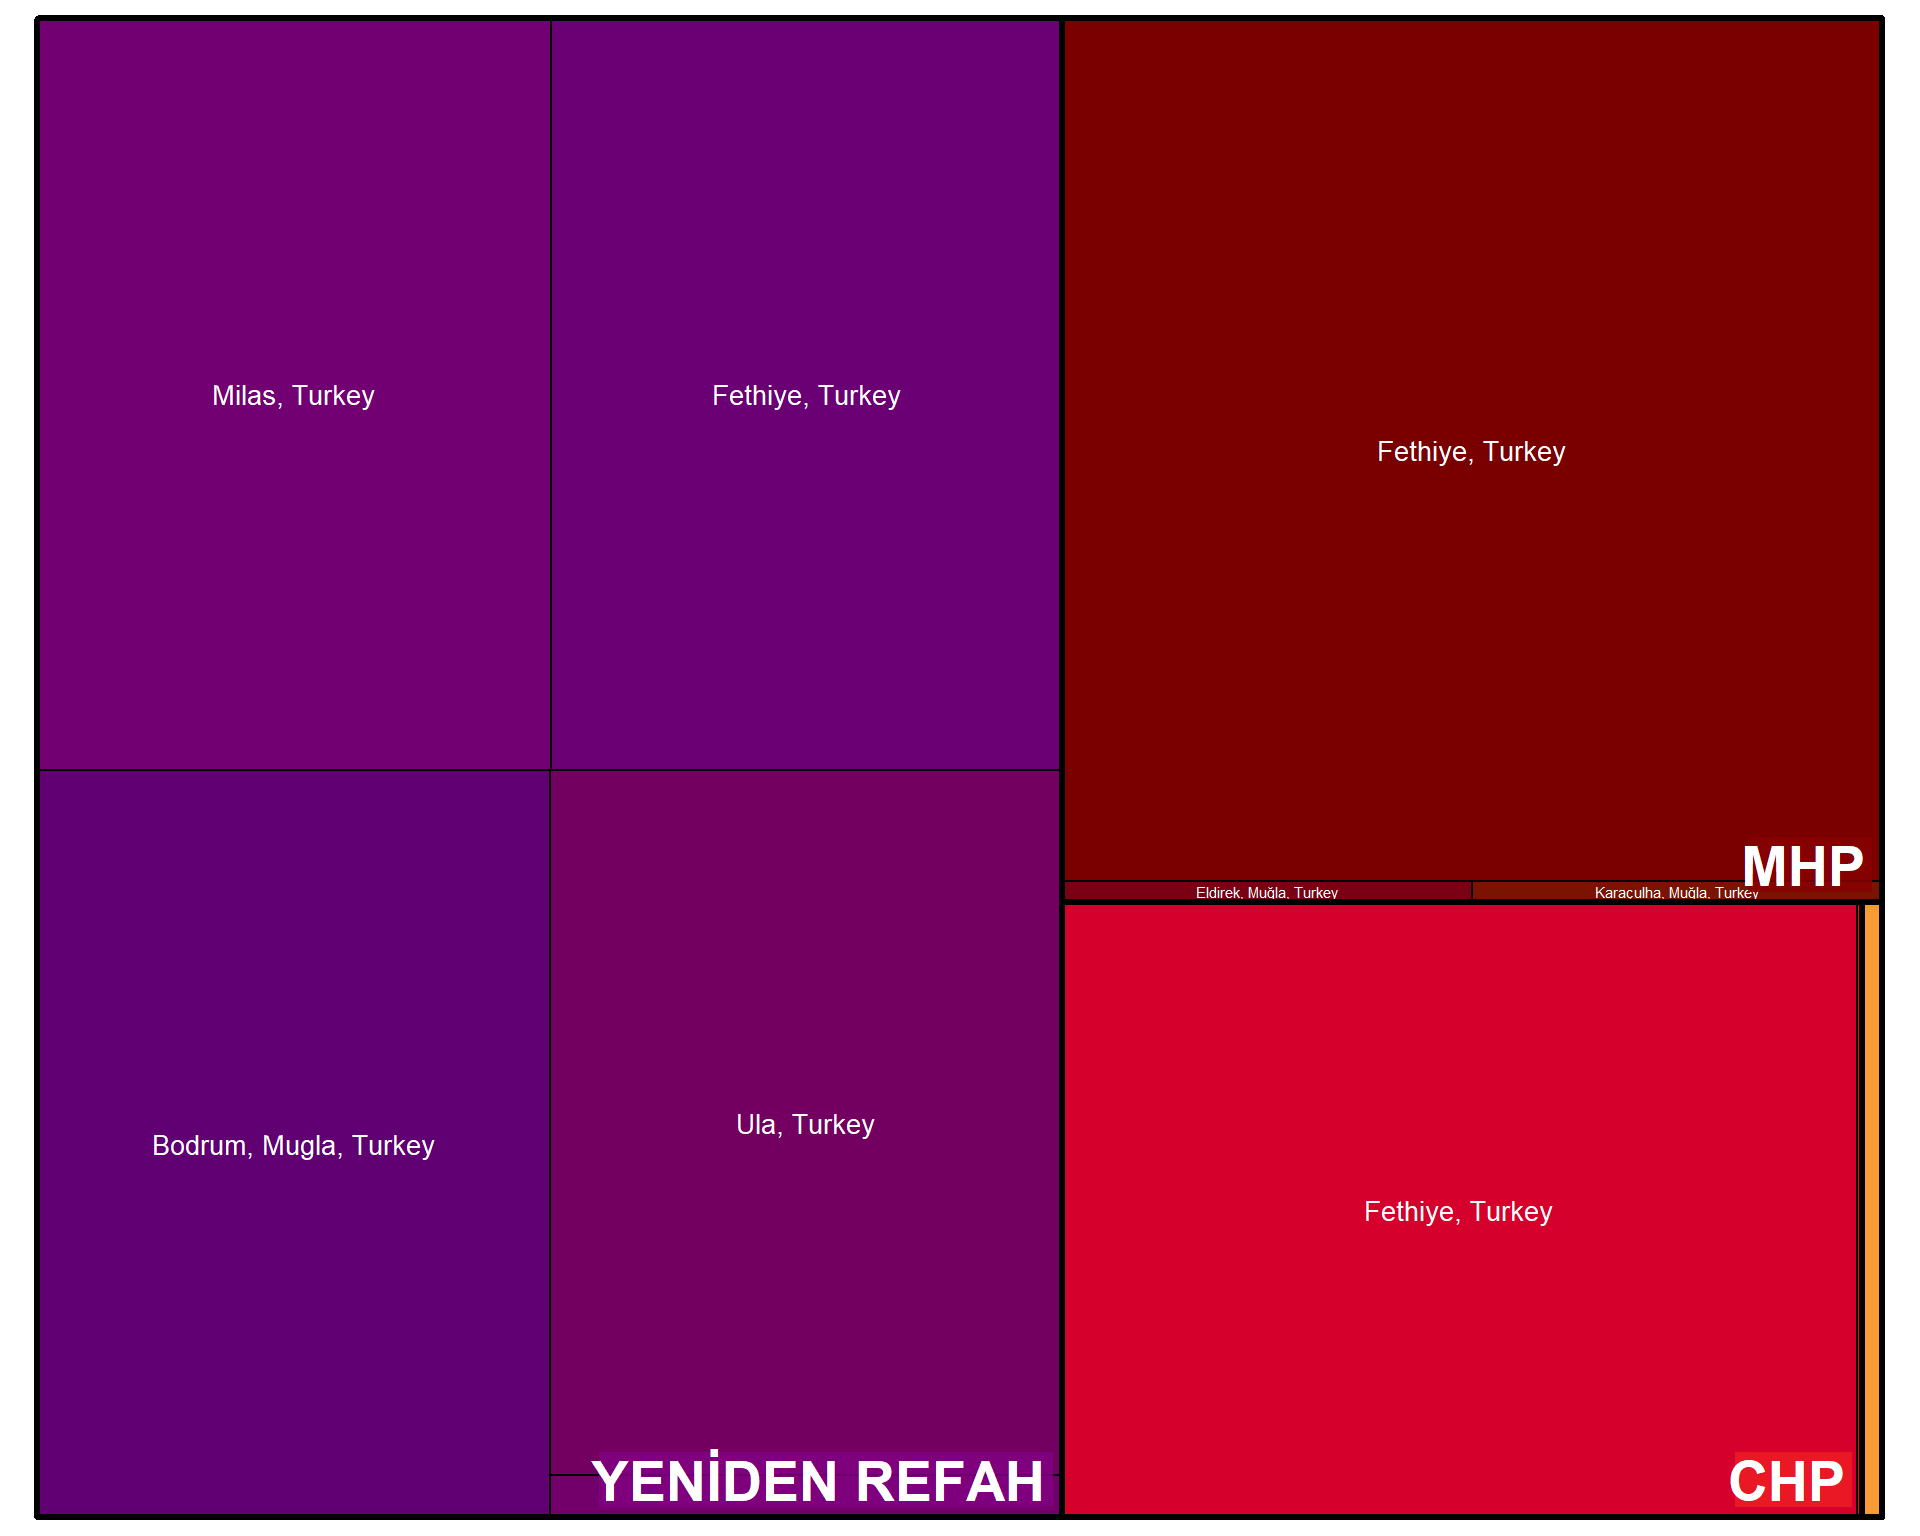 Milas, Turkey
Fethiye, Turkey
Bodrum, Mugla, Turkey
Ula, Turkey
YENİDEN REFAH
Fethiye, Turkey
MHP
Eldirek, Muğla, Turkey
Karaçulha, Muğla, Turkey
Fethiye, Turkey
CHP